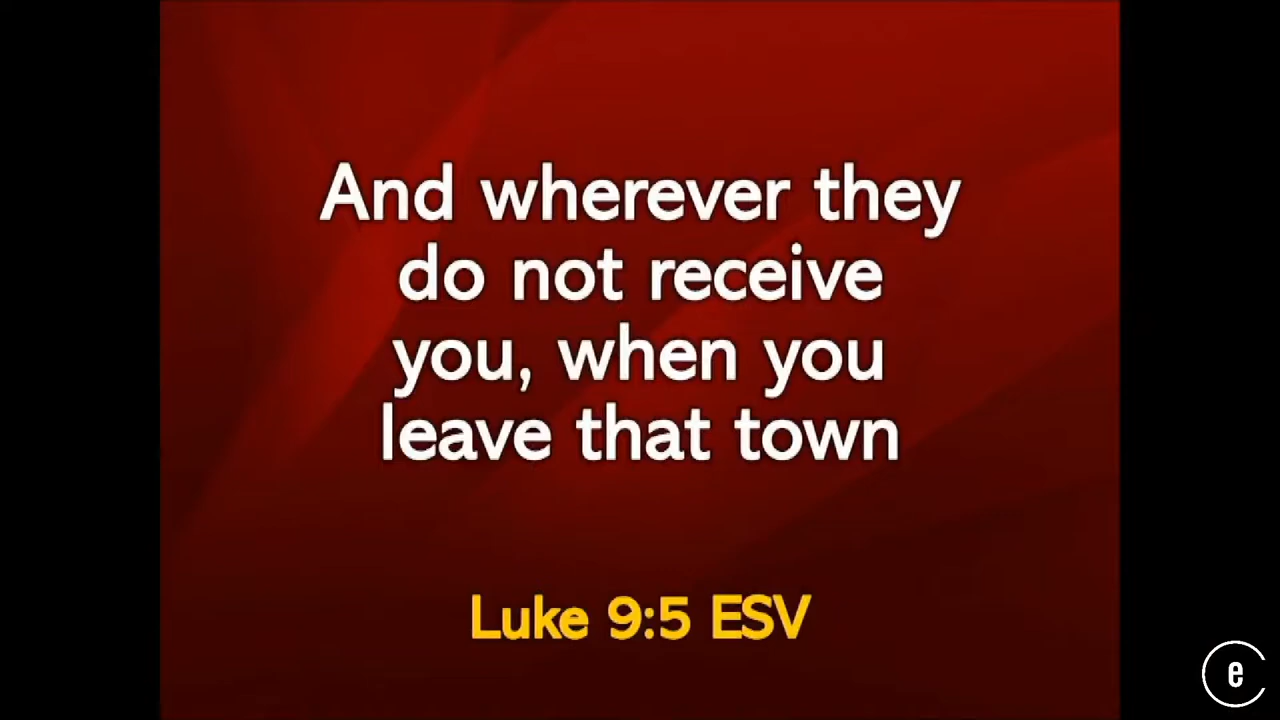 And wherever they
do not receive
you, when you
leave that town
Luke 9:5 ESV
e